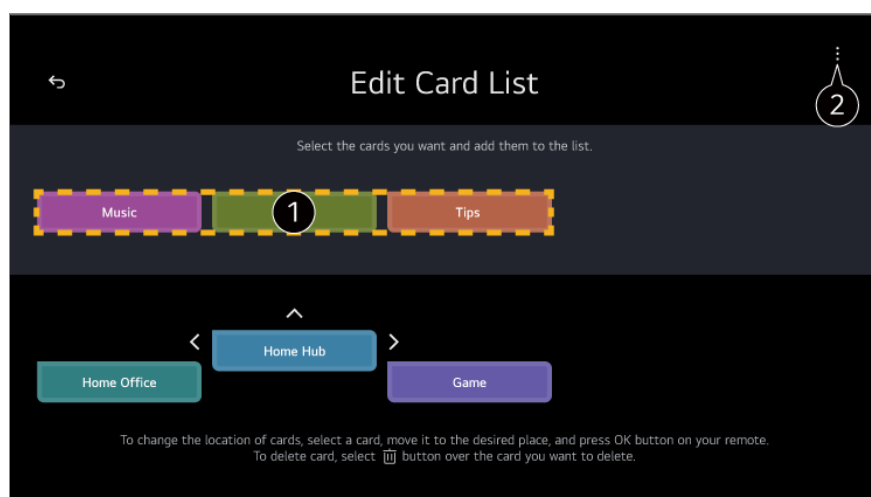 Edit Card List
2
Select the cards you want and add them to the list.
Music
1
Tips
Home Hub
Home Office
Game
To change the location of cards, select a card, move it to the desired place, and press OK button on your remote.
To delete card, select button over the card you want to delete.